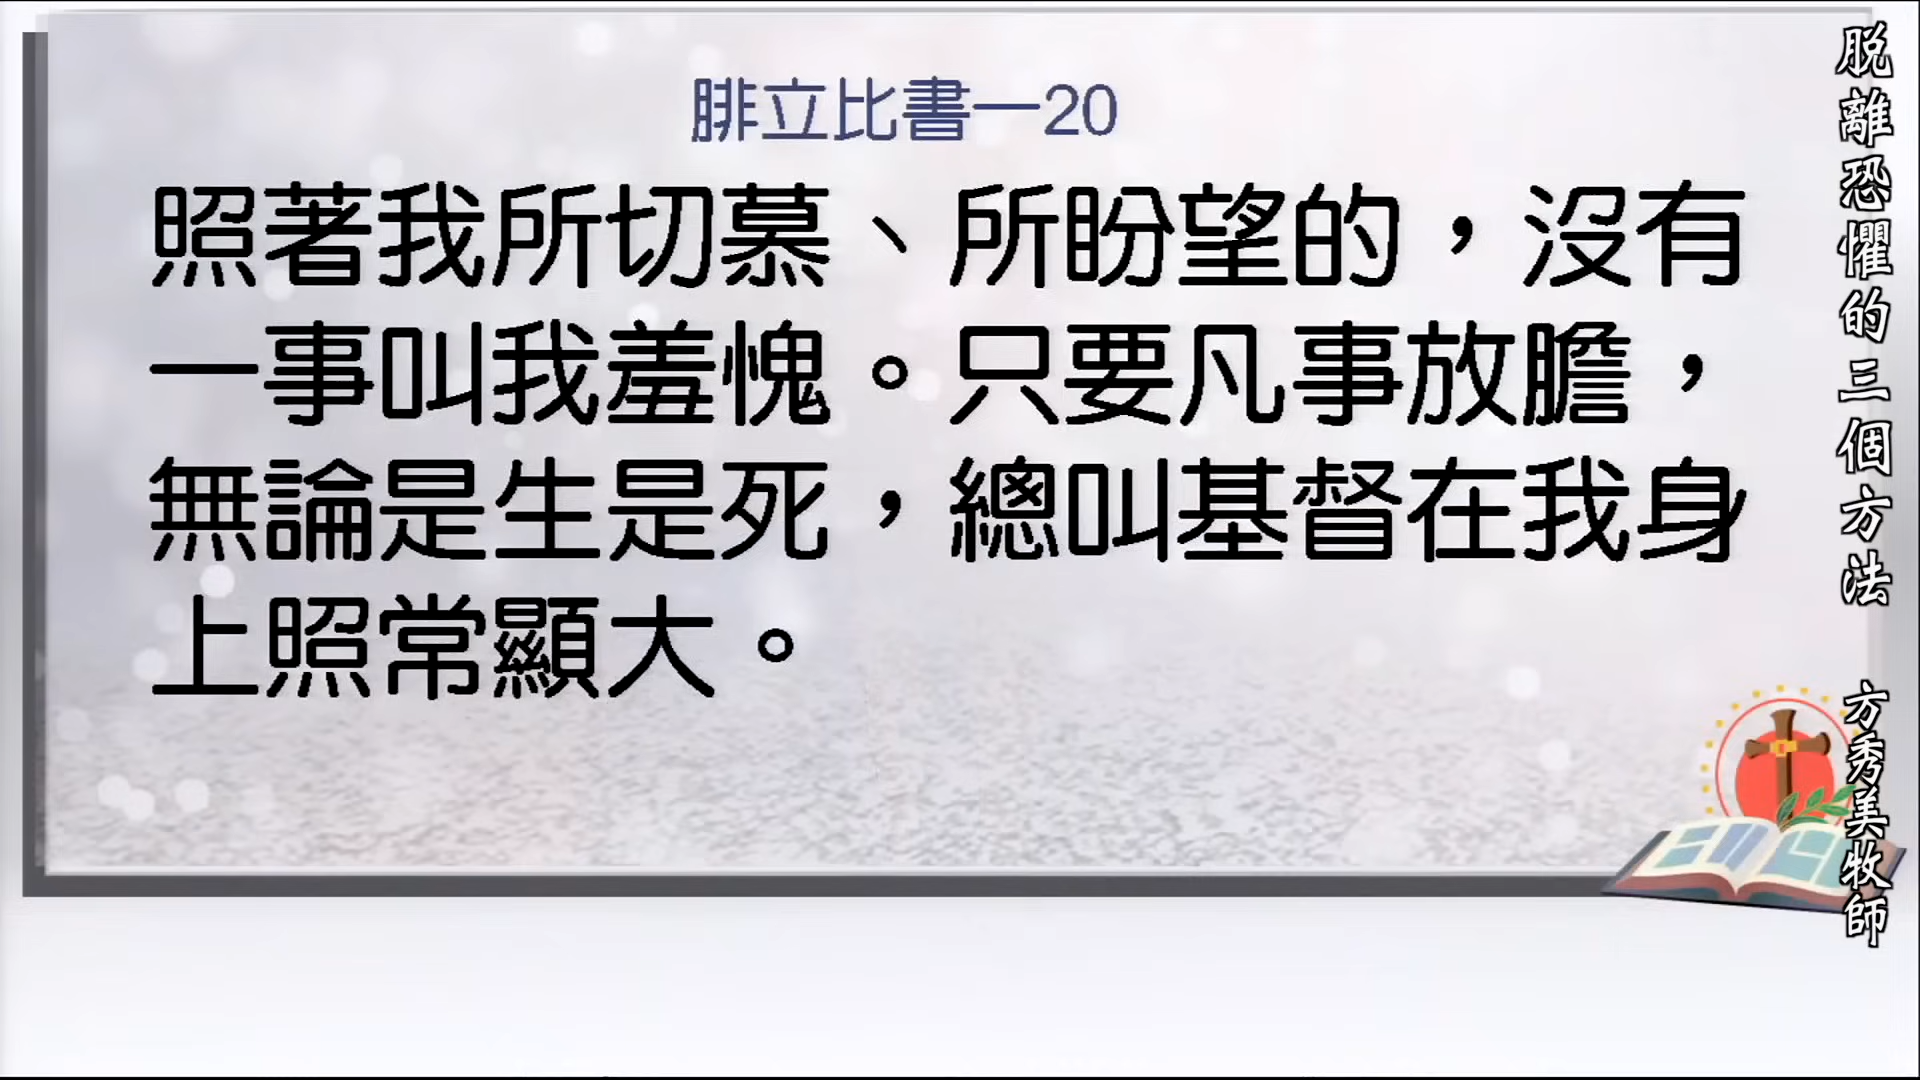 腓立比書一20
照著我所切慕、所盼望的，沒有
一事叫我羞愧。只要凡事放膽，
無論是生是死，總叫基督在我身
上照常顯大。
脫離恐懼的三個方法
方秀美牧師